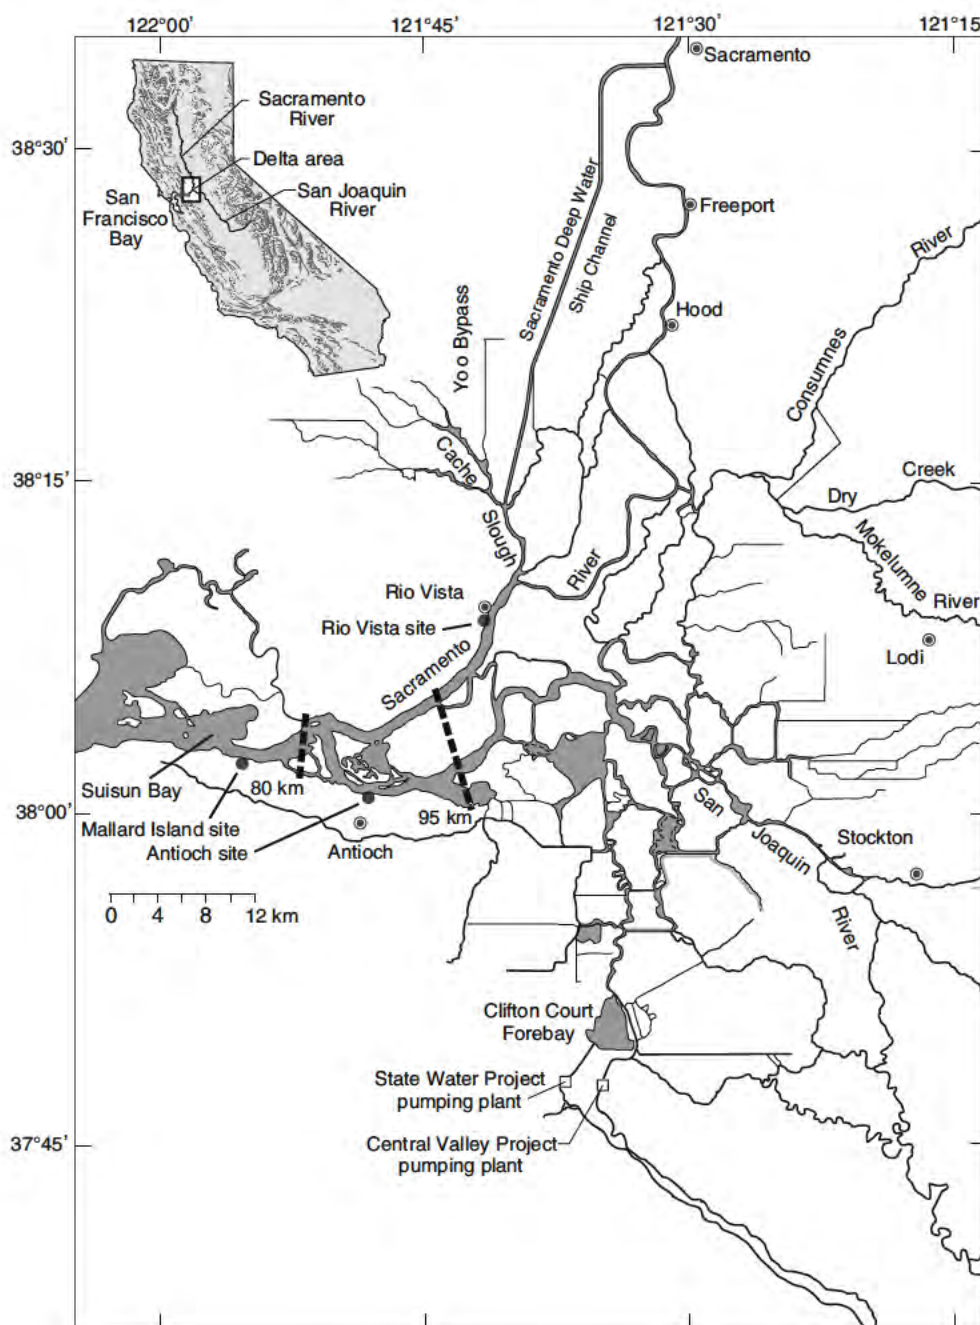 122°00'
121°45'
121°30'
121°15'
Sacramento
Sacramento
River
38°30'
Delta area
San Joaquin
River
San
Francisco
Bay
Sacramento Deep Water
Ship Channel
Freeport
River
Hood
Yo o Bypass
Consumnes
Cache
Slough
38°15'
Creek
Dry
Mokelumne
River
River
Rio Vista
Rio Vista site
Sacramento
Lodi
Suisun Bay
80 km
Mallard Island site
38°00'
95 km
San
Joaquin
River
Antioch site
Antioch
Stockton
0 4 8 12 km
Clifton Court
Forebay
State Water Project
pumping plant
Central Valley Project
pumping plant
37°45'